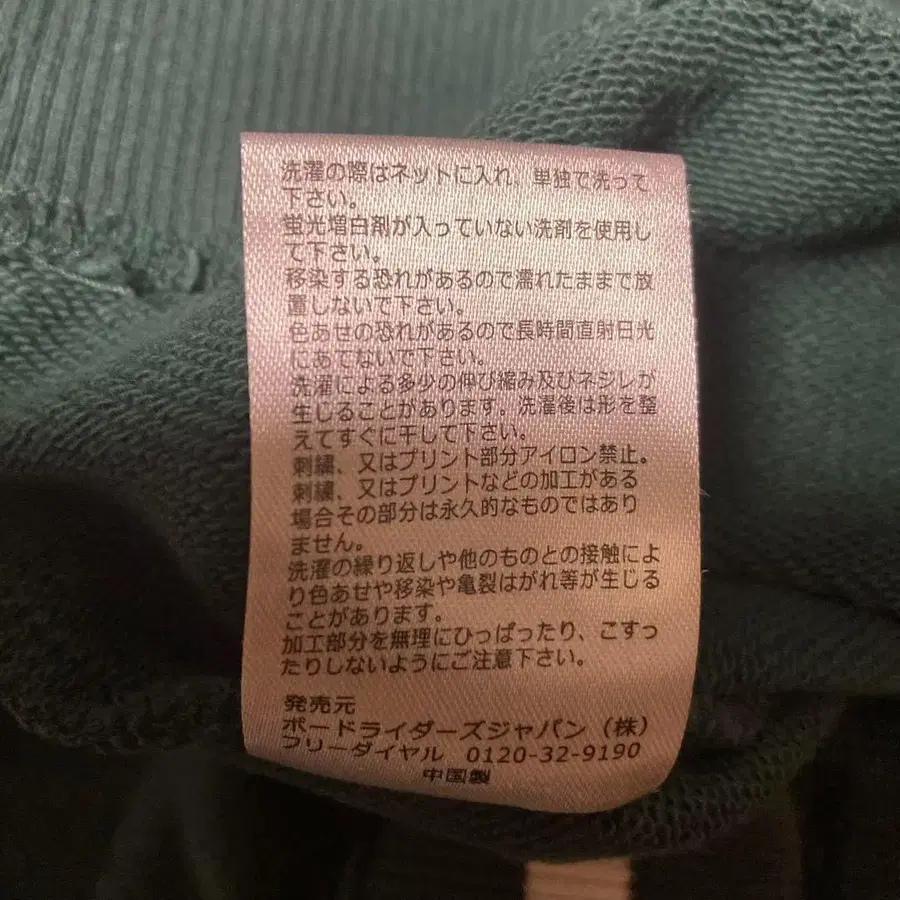 洗濯の際はネットに入れ、単独で洗って
下さい。
蛍光増白剤が入っていない洗剤を使用し
て下さい。
移染する恐れがあるので濡れたままで放
置しないで下さい。
色あせの恐れがあるので長時間直射日光
にあてないで下さい。
洗濯による多少の伸び縮み及びネジレが
生じることがあります。洗濯後は形を整
えてすぐに干して下さい。
刺繍、又はプリント部分アイロン禁止。
刺繍、又はプリントなどの加工がある
場合その部分は永久的なものではあり
ません。
洗濯の繰り返しや他のものとの接触によ
り色あせや移染や亀裂はがれ等が生じる
ことがあります。
加工部分を無理にひっぱったり、こすっ
たりしないようにご注意下さい。
発売元
ボードライダーズジャパン（株）
フリーダイヤル 0120-32-9190
中国製